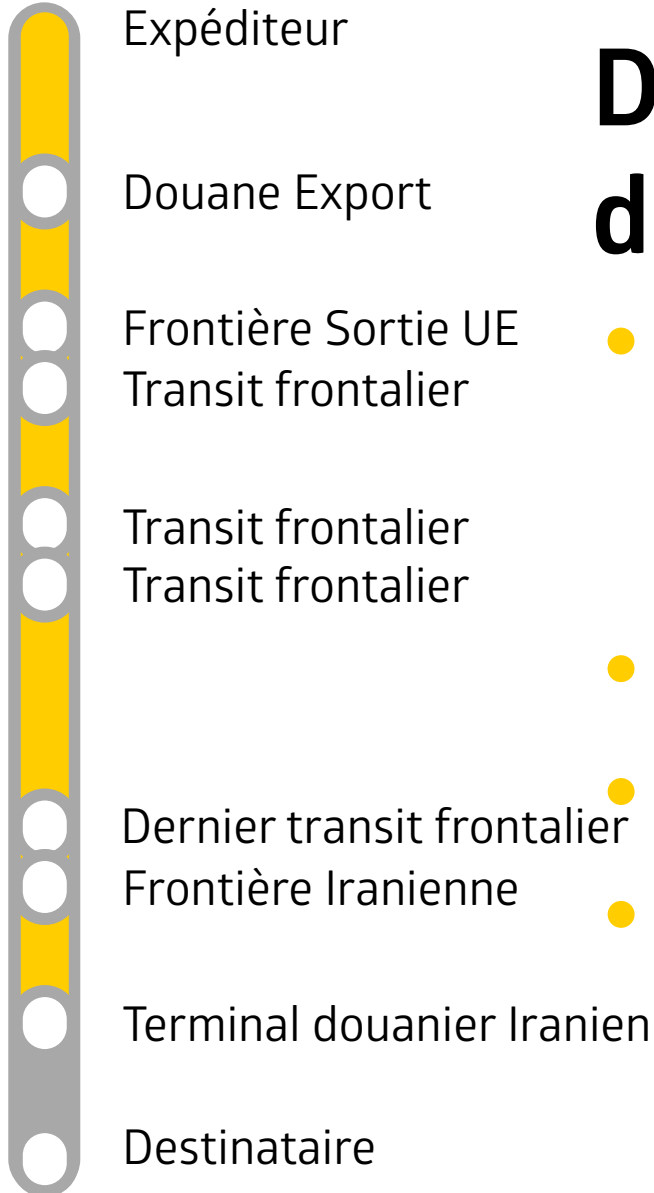 Expéditeur
D
d
Douane Export
Frontière Sortie UE
Transit frontalier
Transit frontalier
Transit frontalier
Dernier transit frontalier
Frontière Iranienne
Terminal douanier Iranien
Destinataire